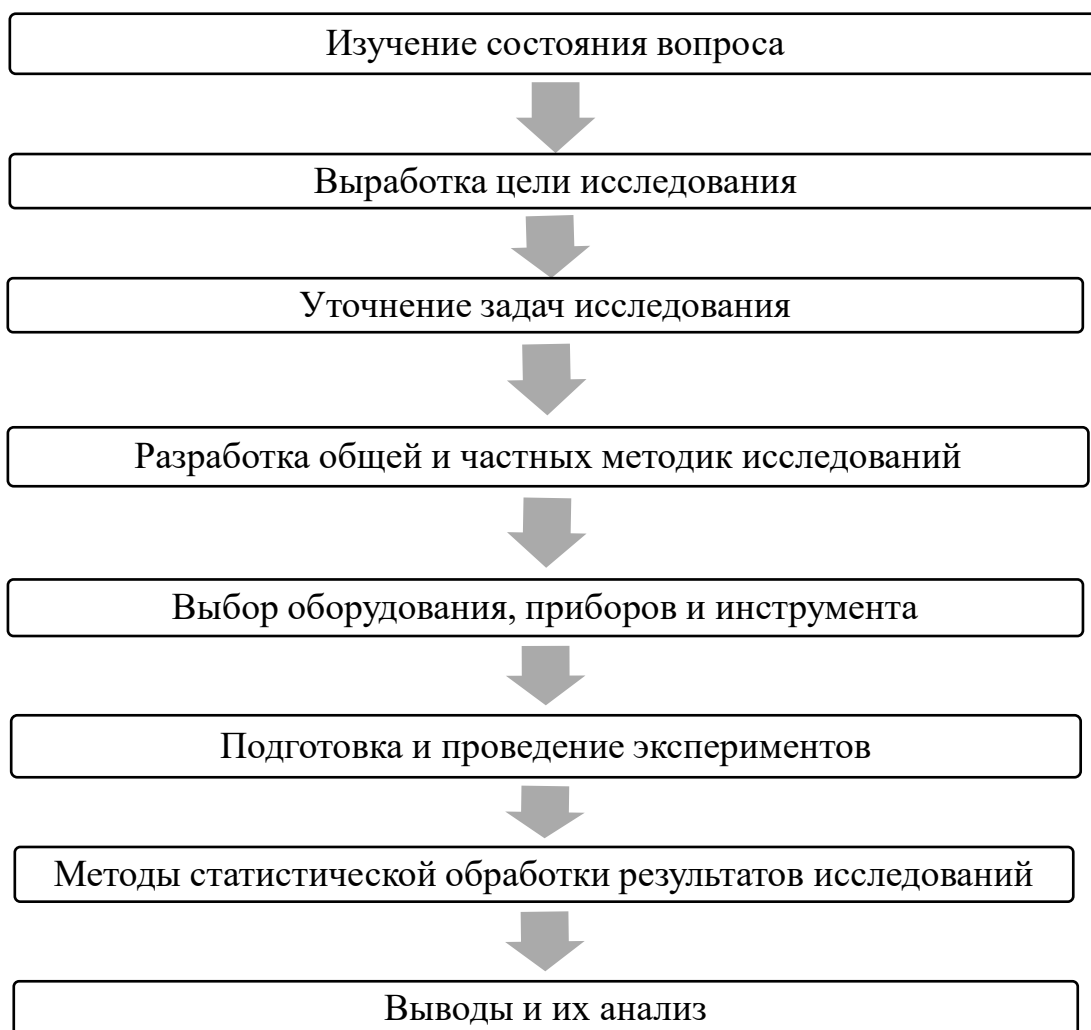 Изучение состояния вопроса
Выработка цели исследования
Уточнение задач исследования
Разработка общей и частных методик исследований
Выбор оборудования, приборов и инструмента
Подготовка и проведение экспериментов
Методы статистической обработки результатов исследований
Выводы и их анализ